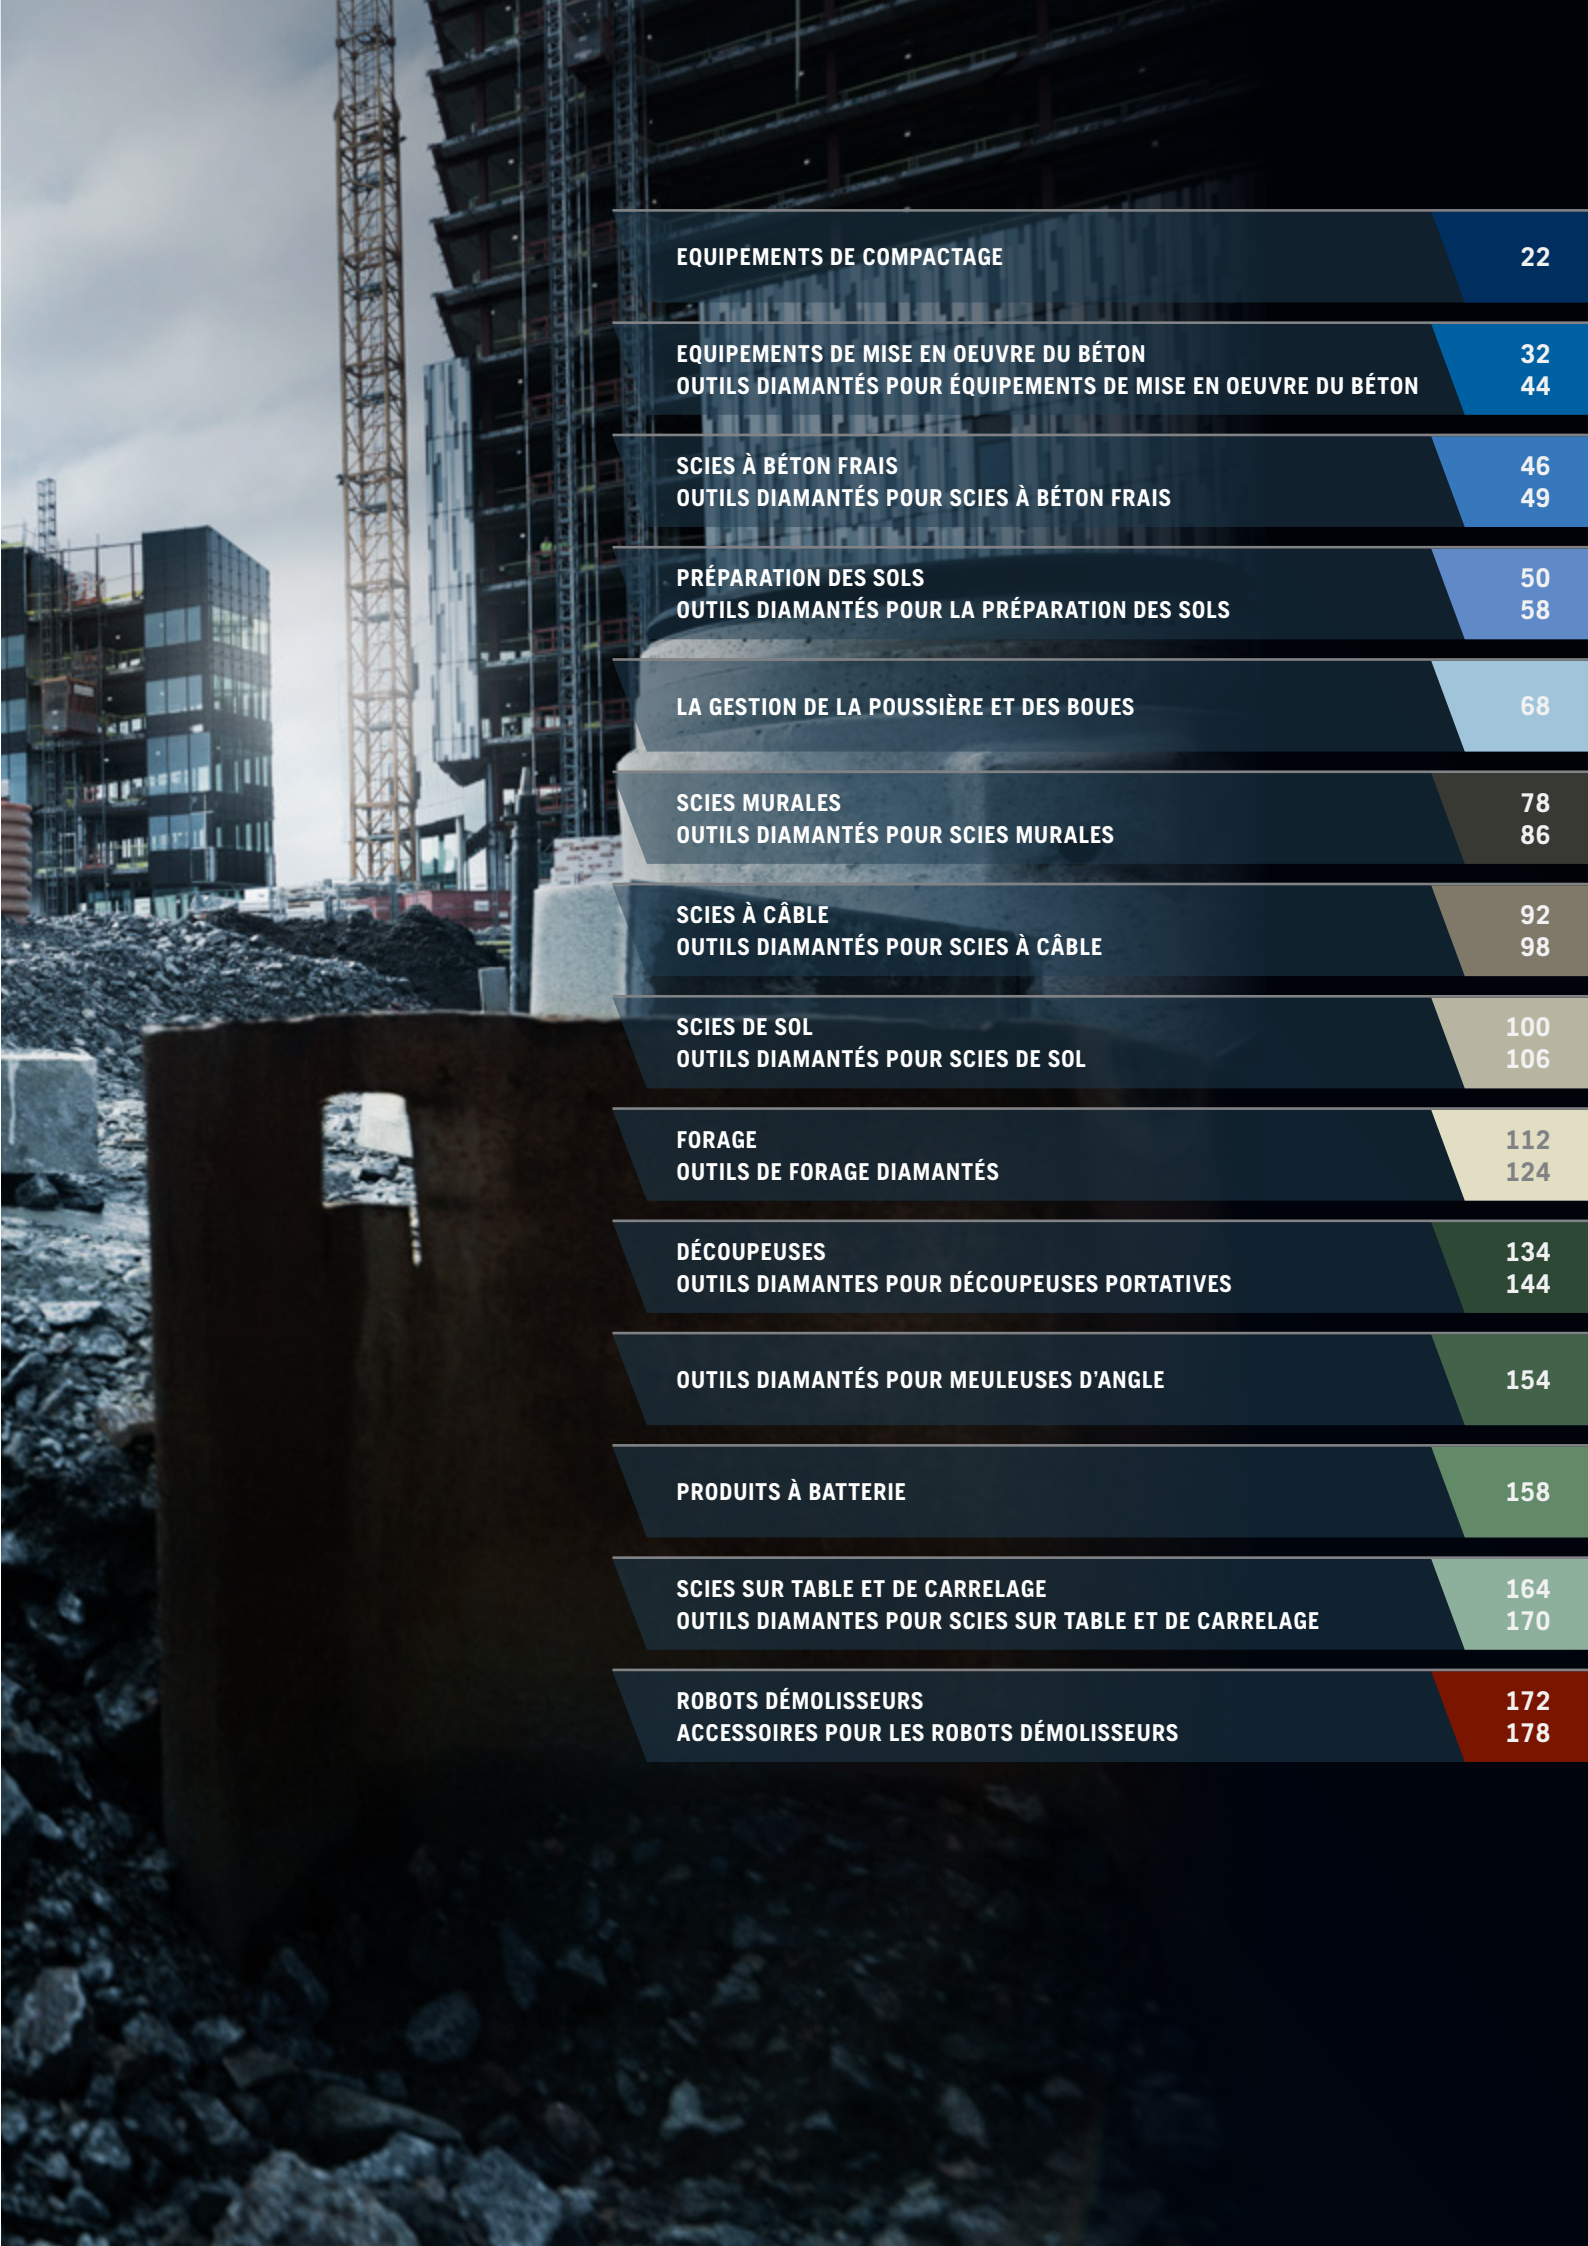 EQUIPEMENTS DE COMPACTAGE 22
EQUIPEMENTS DE MISE EN OEUVRE DU BÉTON 32
OUTILS DIAMANTÉS POUR ÉQUIPEMENTS DE MISE EN OEUVRE DU BÉTON 44
SCIES À BÉTON FRAIS 46
OUTILS DIAMANTÉS POUR SCIES À BÉTON FRAIS 49
PRÉPARATION DES SOLS 50
OUTILS DIAMANTÉS POUR LA PRÉPARATION DES SOLS 58
LA GESTION DE LA POUSSIÈRE ET DES BOUES 68
SCIES MURALES 78
OUTILS DIAMANTÉS POUR SCIES MURALES 86
SCIES À CÂBLE 92
OUTILS DIAMANTÉS POUR SCIES À CÂBLE 98
SCIES DE SOL 100
OUTILS DIAMANTÉS POUR SCIES DE SOL 106
FORAGE 112
OUTILS DE FORAGE DIAMANTÉS 124
DÉCOUPEUSES 134
OUTILS DIAMANTES POUR DÉCOUPEUSES PORTATIVES 144
OUTILS DIAMANTÉS POUR MEULEUSES D’ANGLE 154
PRODUITS À BATTERIE 158
SCIES SUR TABLE ET DE CARRELAGE 164
OUTILS DIAMANTES POUR SCIES SUR TABLE ET DE CARRELAGE 170
ROBOTS DÉMOLISSEURS 172
ACCESSOIRES POUR LES ROBOTS DÉMOLISSEURS 178